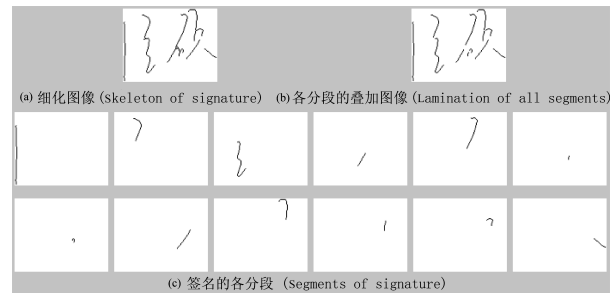 (a) 细化图像(Skeleton of signature) (b) 各分段的叠加图像(Lamination of all segments)
(c) 签名的各分段 (Segments of signature)